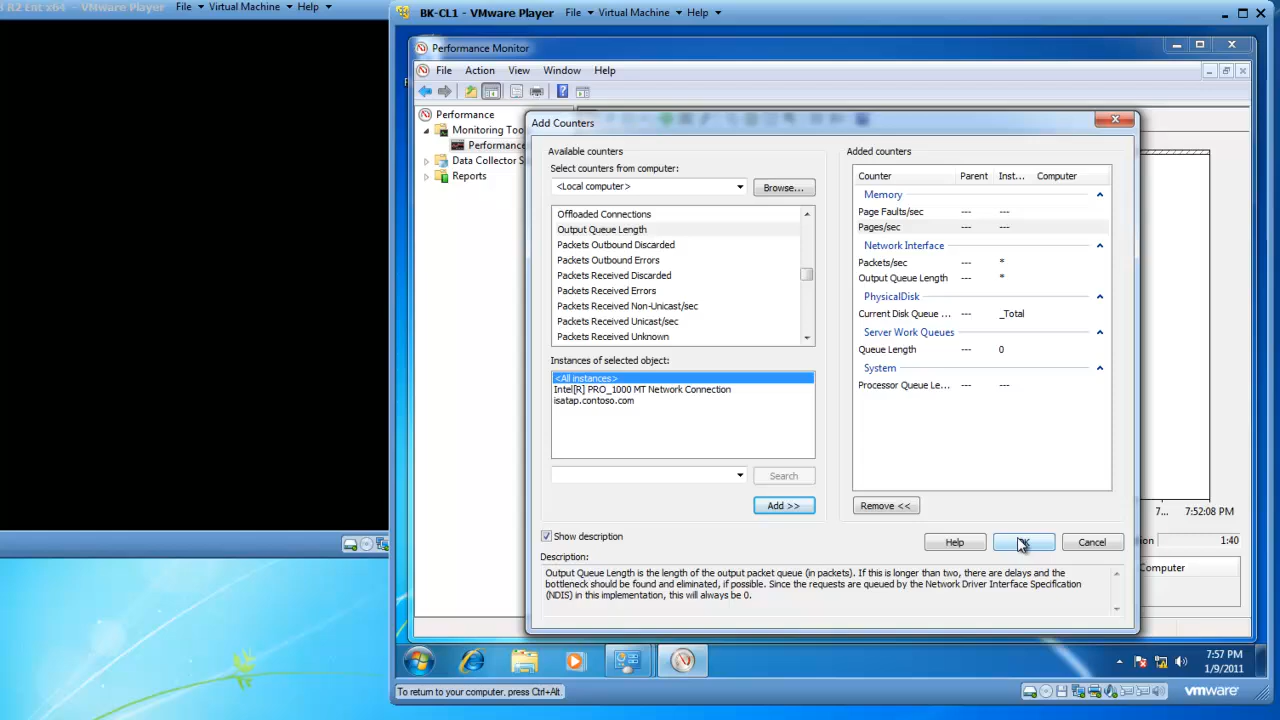 3 R2 Ent x64 - VMware Player File Virtual Machine Help
BK-CL1 - VMware Player File Virtual Machine Help
Performance Monitor
File Action View Window Help
Performance
Monitoring Too
Performance
Data Collector S
Reports
Add Counters
Available counters
Select counters from computer:
<Local computer>
Browse...
Offloaded Connections
Output Queue Length
Packets Outbound Discarded
Packets Outbound Errors
Packets Received Discarded
Packets Received Errors
Packets Received Non-Unicast/sec
Packets Received Unicast/sec
Packets Received Unknown
Instances of selected object:
<All instances>
Intel[R] PRO_1000 MT Network Connection
isatap.contoso.com
Search
Add >>
Added counters
Counter Parent Inst... Computer
Memory
Page Faults/sec --- ---
Pages/sec --- ---
Network Interface
Packets/sec --- *
Output Queue Length --- *
PhysicalDisk
Current Disk Queue ... --- _Total
Server Work Queues
Queue Length --- 0
System
Processor Queue Le... --- ---
Remove <<
Show description
Help Cancel
Description:
Output Queue Length is the length of the output packet queue (in packets). If this is longer than two, there are delays and the
bottleneck should be found and eliminated, if possible. Since the requests are queued by the Network Driver Interface Specification
(NDIS) in this implementation, this will always be 0.
7... 7:52:08 PM
ion 1:40
Computer
7:57 PM
1/9/2011
To return to your computer, press Ctrl+Alt.
vmware